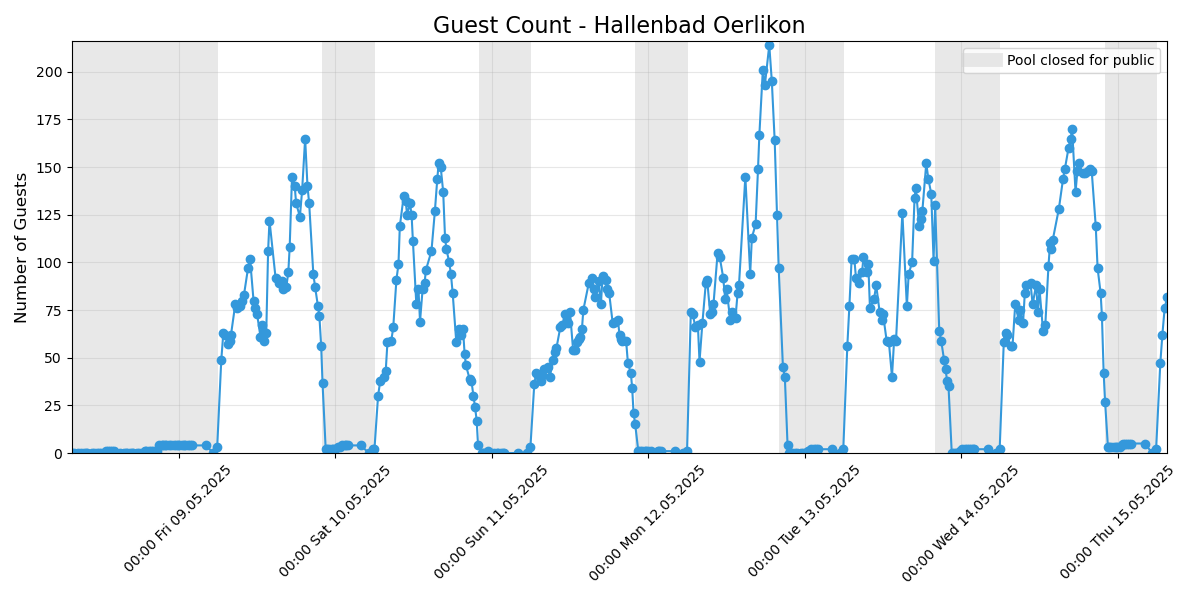 Guest Count - Hallenbad Oerlikon
Pool closed for public
Number of Guests
200
175
150
125
100
75
50
25
0
00:00 Fri 09.05.2025
00:00 Sat 10.05.2025
00:00 Sun 11.05.2025
00:00 Mon 12.05.2025
00:00 Tue 13.05.2025
00:00 Wed 14.05.2025
00:00 Thu 15.05.2025